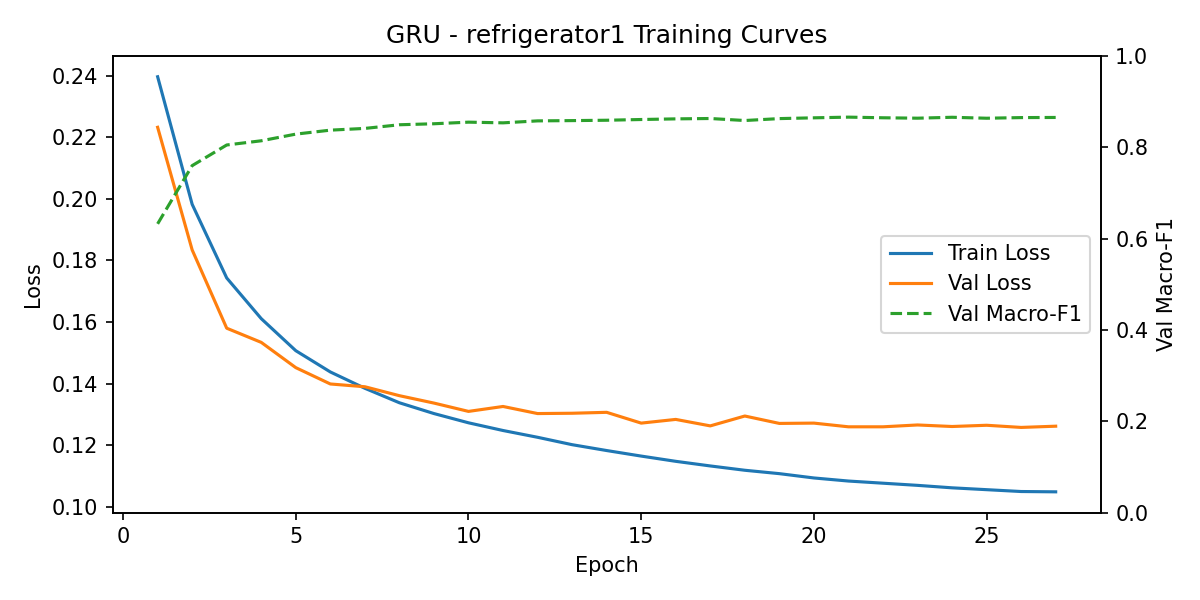 GRU - refrigerator1 Training Curves
Loss
0.24
0.22
0.20
0.18
0.16
0.14
0.12
0.10
1.0
0.8
0.6
0.4
0.2
0.0
Val Macro-F1
Train Loss
Val Loss
Val Macro-F1
0
5
10
15
20
25
Epoch